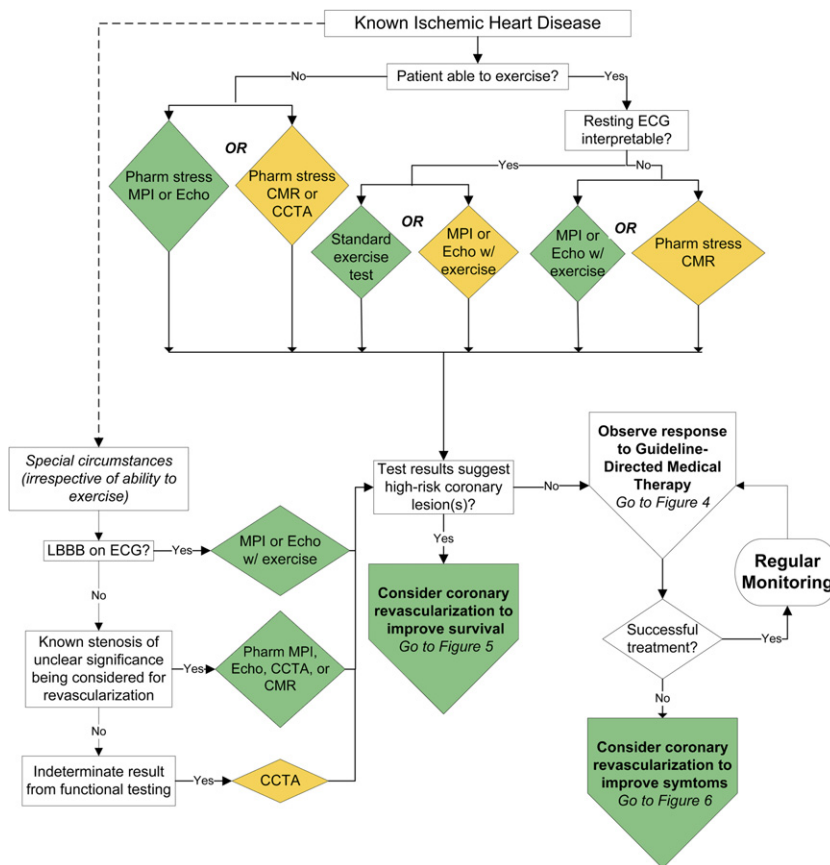 Known Ischemic Heart Disease
No
Patient able to exercise?
Yes
Resting ECG
interpretable?
Yes
No
Pharm stress
MPI or Echo
OR
Pharm stress
CMR or
CCTA
Standard
exercise
test
OR
MPI or
Echo w/
exercise
MPI or
Echo w/
exercise
OR
Pharm stress
CMR
Special circumstances
(irrespective of ability to
exercise)
LBBB on ECG?
Yes
MPI or Echo
w/ exercise
No
Known stenosis of
unclear significance
being considered for
revascularization
Yes
Pharm MPI,
Echo, CCTA, or
CMR
No
Indeterminate result
from functional testing
Yes
CCTA
Test results suggest
high-risk coronary
lesion(s)?
No
Yes
Consider coronary
revascularization to
improve survival
Go to Figure 5
Observe response
to Guideline-
Directed Medical
Therapy
Go to Figure 4
Regular
Monitoring
Successful
treatment?
Yes
No
Consider coronary
revascularization to
improve symtoms
Go to Figure 6